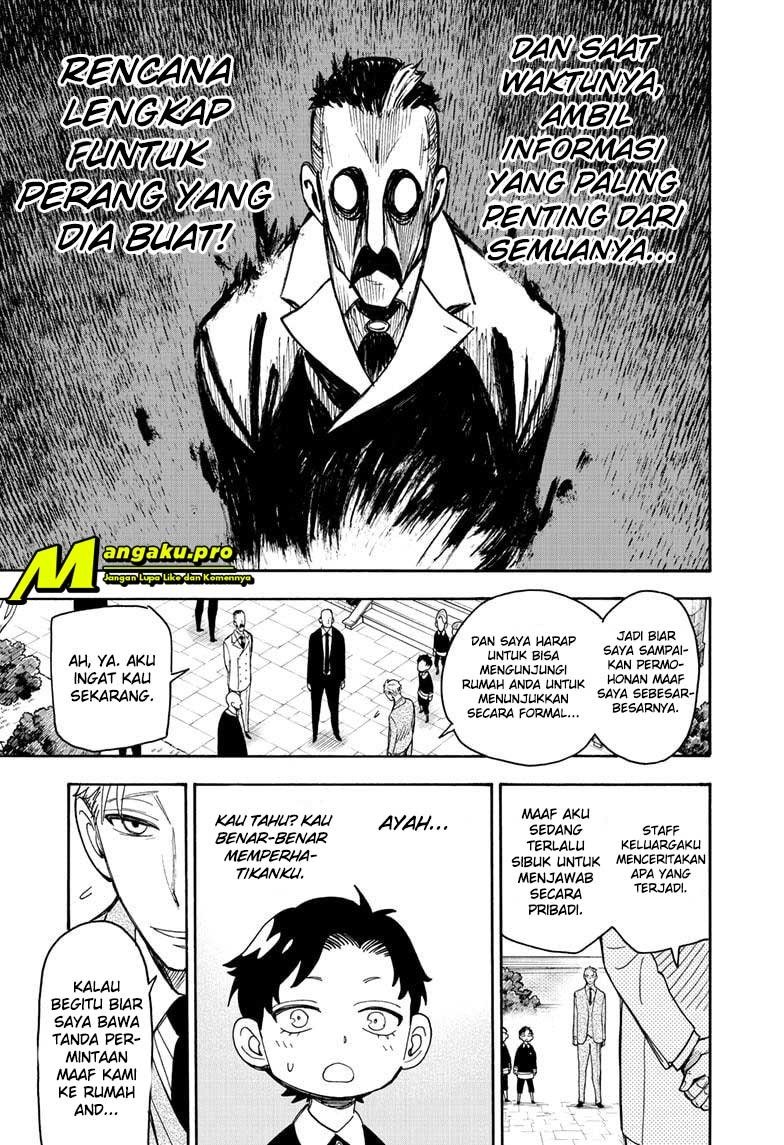 DAN SAAT
WAKTUNYA,
AMBIL
INFORMASI
YANG PALING
PENTING DARI
SEMUANYA...
RENCANA
LENGKAP
FUNTUK
PERANG YANG
DIA BUAT!
Mangaku.pro
Jangan Lupa Like dan Komennya
JADI BIAR
SAYA SAMPAI-
KAN PERMO-
HONAN MAAF
SAYA SEBESAR-
BESARNYA.
DAN SAYA HARAP
UNTUK BISA
MENGUNJUNGI
RUMAH ANDA UNTUK
MENUNJUKKAN
SECARA FORMAL...
AH, YA. AKU
INGAT KAU
SEKARANG.
STAFF
KELUARGAKU
MENCERITAKAN
APA YANG
TERJADI.
MAAF AKU
SEDANG
TERLALU
SIBUK UNTUK
MENJAWAB
SECARA
PRIBADI.
AYAH...
KAU TAHU? KAU
BENAR-BENAR
MEMPERHA-
TIKANKU.
KALAU
BEGITU BIAR
SAYA BAWA
TANDA PER-
MINTAAN
MAAF KAMI
KE RUMAH
AND...